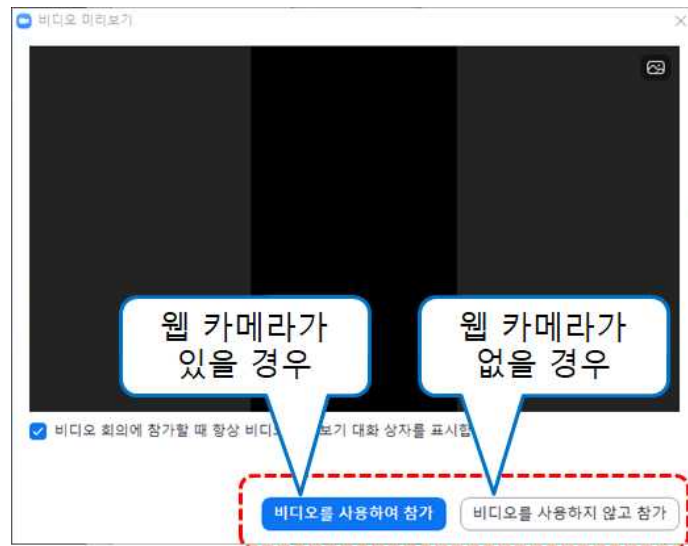 비디오 미리보기
웹 카메라가
있을 경우
웹 카메라가
없을 경우
비디오 회의에 참가할 때 항상 비디오 보기 대화 상자를 표시합
비디오를 사용하여 참가
비디오를 사용하지 않고 참가